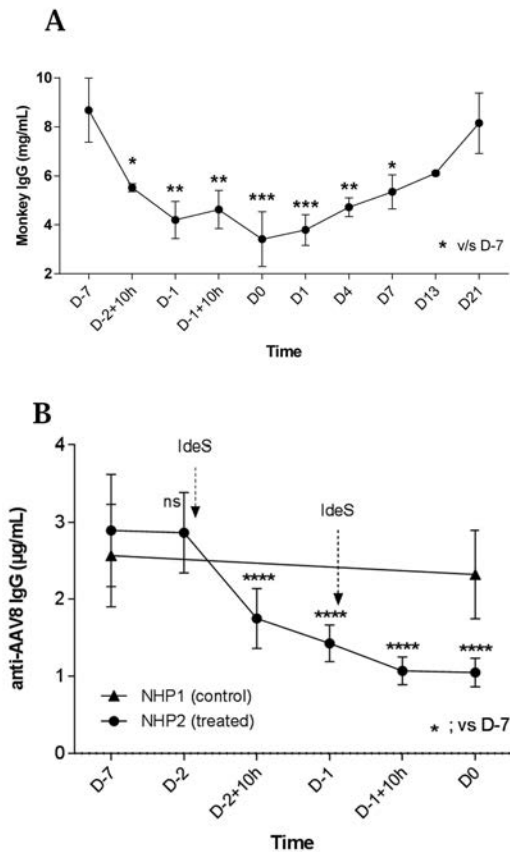 A
Monkey IgG (mg/mL)
10
8
6
4
2
*
**
**
***
***
**
*
* v/s D-7
D-7
D-2+10h
D-1
D-1+10h
D0
D1
D4
D7
D13
D21
Time
B
anti-AAV8 IgG (µg/mL)
4
3
2
1
0
IdeS
IdeS
ns
****
****
****
****
NHP1 (control)
NHP2 (treated)
* ; vs D-7
D-7
D-2
D-2+10h
D-1
D-1+10h
D0
Time